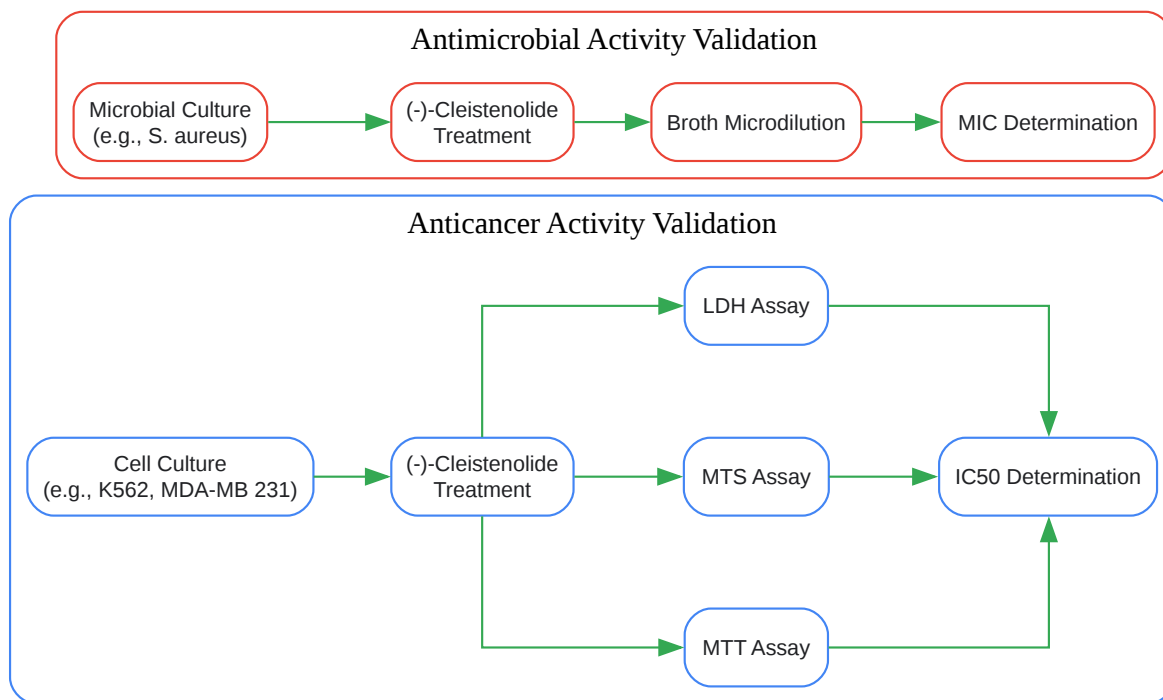 Antimicrobial Activity Validation
Microbial Culture
(e.g., S. aureus)
(-)-Cleistenolide
Treatment
Broth Microdilution
MIC Determination
Anticancer Activity Validation
LDH Assay
Cell Culture
(e.g., K562, MDA-MB 231)
(-)-Cleistenolide
Treatment
MTS Assay
IC50 Determination
MTT Assay